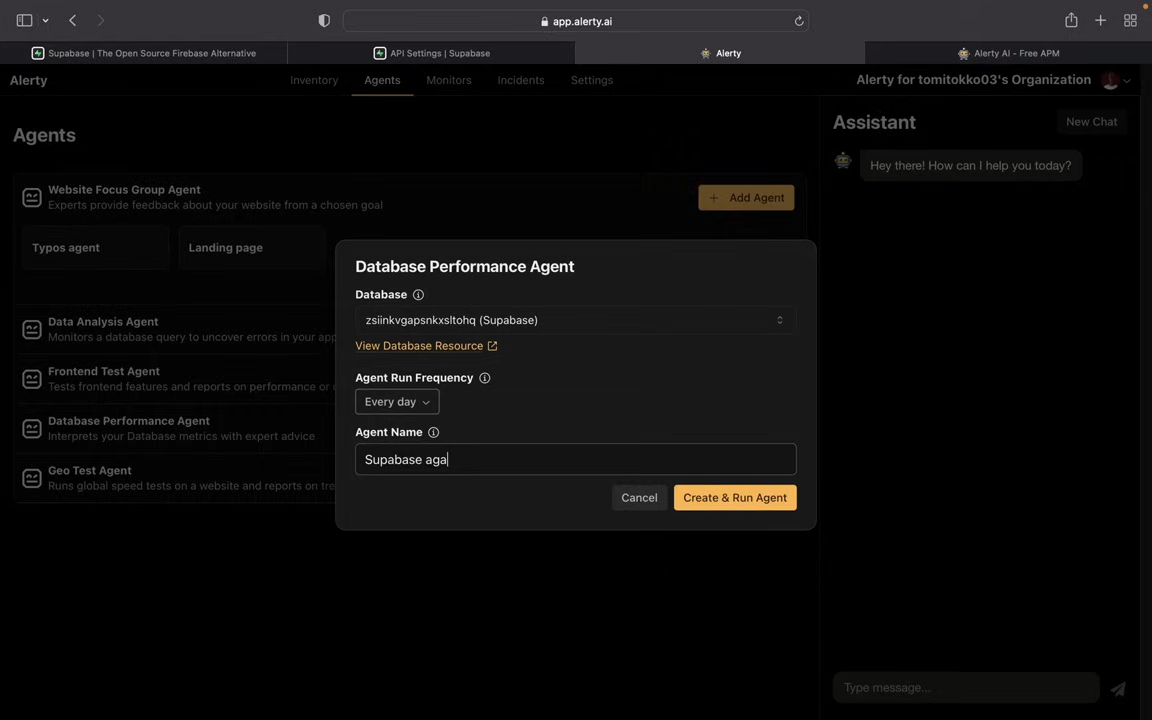 app.alerty.ai
Supabase | The Open Source Firebase Alternative
API Settings | Supabase
Alerty
Alerty AI - Free APM
Alerty
Inventory
Agents
Monitors
Incidents
Settings
Alerty for tomitokko03's Organization
Agents
Assistant
New Chat
Hey there! How can I help you today?
Website Focus Group Agent
Experts provide feedback about your website from a chosen goal
+ Add Agent
Typos agent
Landing page
Data Analysis Agent
Monitors a database query to uncover errors in your app
Frontend Test Agent
Tests frontend features and reports on performance or
Database Performance Agent
Interprets your Database metrics with expert advice
Geo Test Agent
Runs global speed tests on a website and reports on tre
Database Performance Agent
Database
zsiinkvgapsnkxsltohq (Supabase)
View Database Resource
Agent Run Frequency
Every day
Agent Name
Supabase aga
Cancel
Create & Run Agent
Type message...